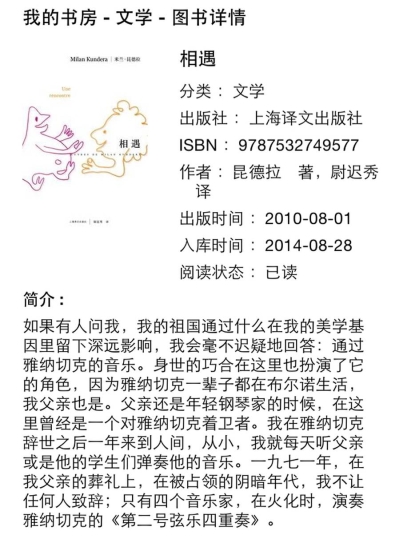 我的书房 - 文学 - 图书详情
Milan Kundera｜米兰·昆德拉
Une
rencontre
相遇
相遇
分类： 文学
出版社： 上海译文出版社
ISBN： 9787532749577
作者： 昆德拉　著，尉迟秀
译
出版时间： 2010-08-01
入库时间： 2014-08-28
阅读状态： 已读
简介：
如果有人问我，我的祖国通过什么在我的美学基
因里留下深远影响，我会毫不迟疑地回答：通过
雅纳切克的音乐。身世的巧合在这里也扮演了它
的角色，因为雅纳切克一辈子都在布尔诺生活，
我父亲也是。父亲还是年轻钢琴家的时候，在这
里曾经是一个对雅纳切克着卫者。我在雅纳切克
辞世之后一年来到人间，从小，我就每天听父亲
或是他的学生们弹奏他的音乐。一九七一年，在
我父亲的葬礼上，在被占领的阴暗年代，我不让
任何人致辞；只有四个音乐家，在火化时，演奏
雅纳切克的《第二号弦乐四重奏》。